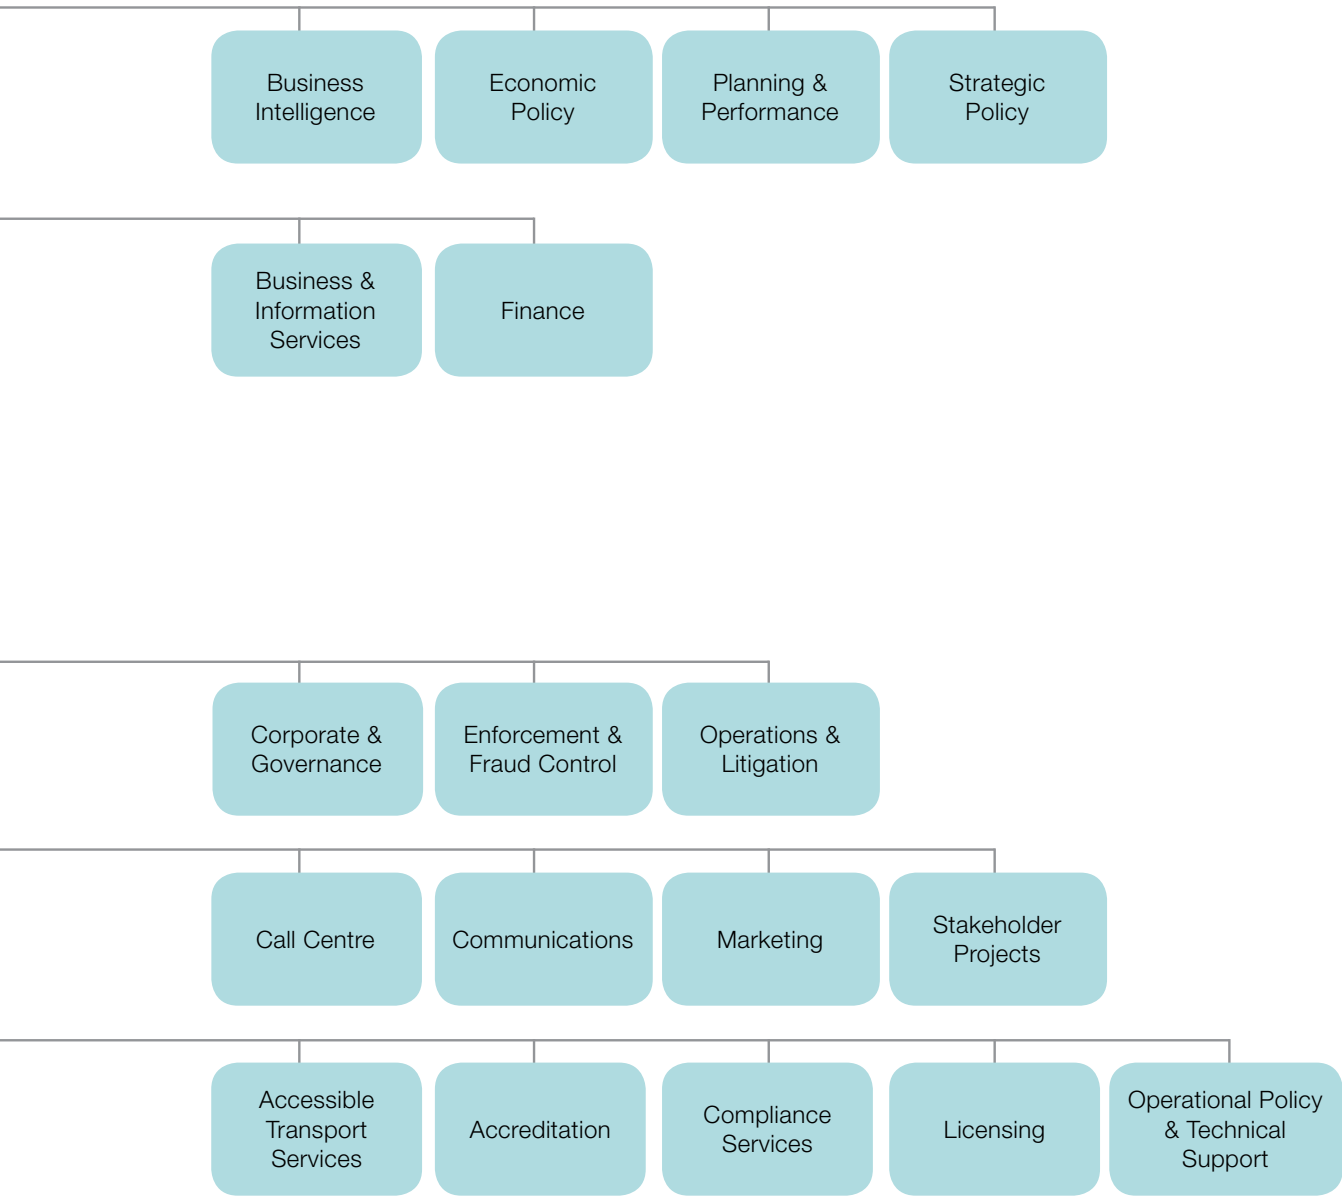 Business
Intelligence
Economic
Policy
Planning &
Performance
Strategic
Policy
Business &
Information
Services
Finance
Corporate &
Governance
Enforcement &
Fraud Control
Operations &
Litigation
Call Centre
Communications
Marketing
Stakeholder
Projects
Accessible
Transport
Services
Accreditation
Compliance
Services
Licensing
Operational Policy
& Technical
Support